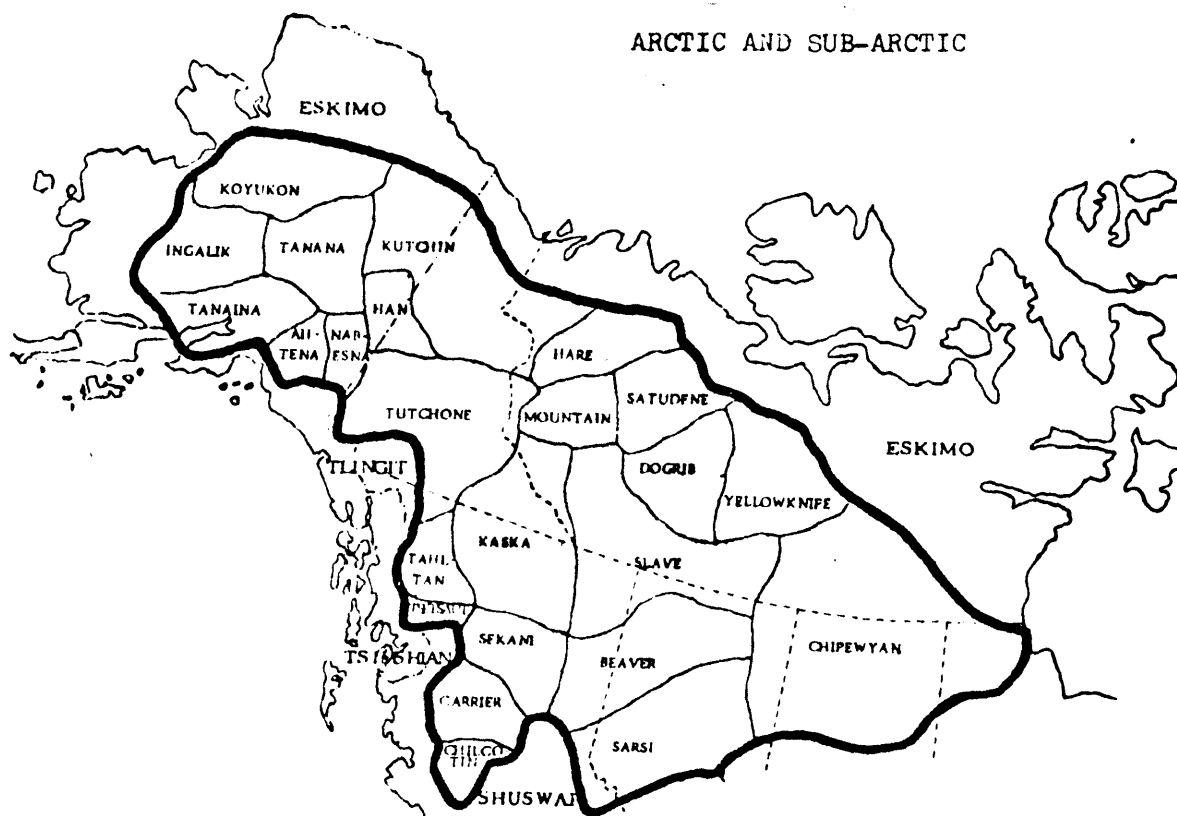 ARCTIC AND SUB-ARCTIC
ESKIMO
KOYUKON
INGALIK
TANANA
KUTCHIN
TANAINA
HAN
AH-
TENA
NAB-
ESNA
HARE
SATUDENE
TUTCHONE
MOUNTAIN
ESKIMO
TLINGIT
DOGRIB
YELLOWKNIFE
KASKA
TAHL-
TAN
SLAVE
SEKANI
CHIPEWYAN
TSIMSHIAN
BEAVER
CARRIER
SARSI
CHILCO
TIN
SHUSWAP